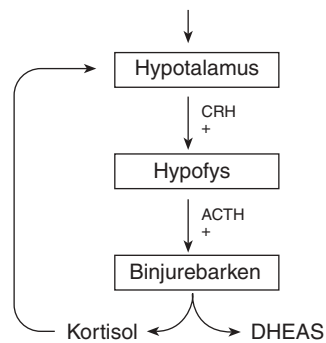 Hypotalamus
CRH
+
Hypofys
ACTH
+
Binjurebarken
Kortisol DHEAS